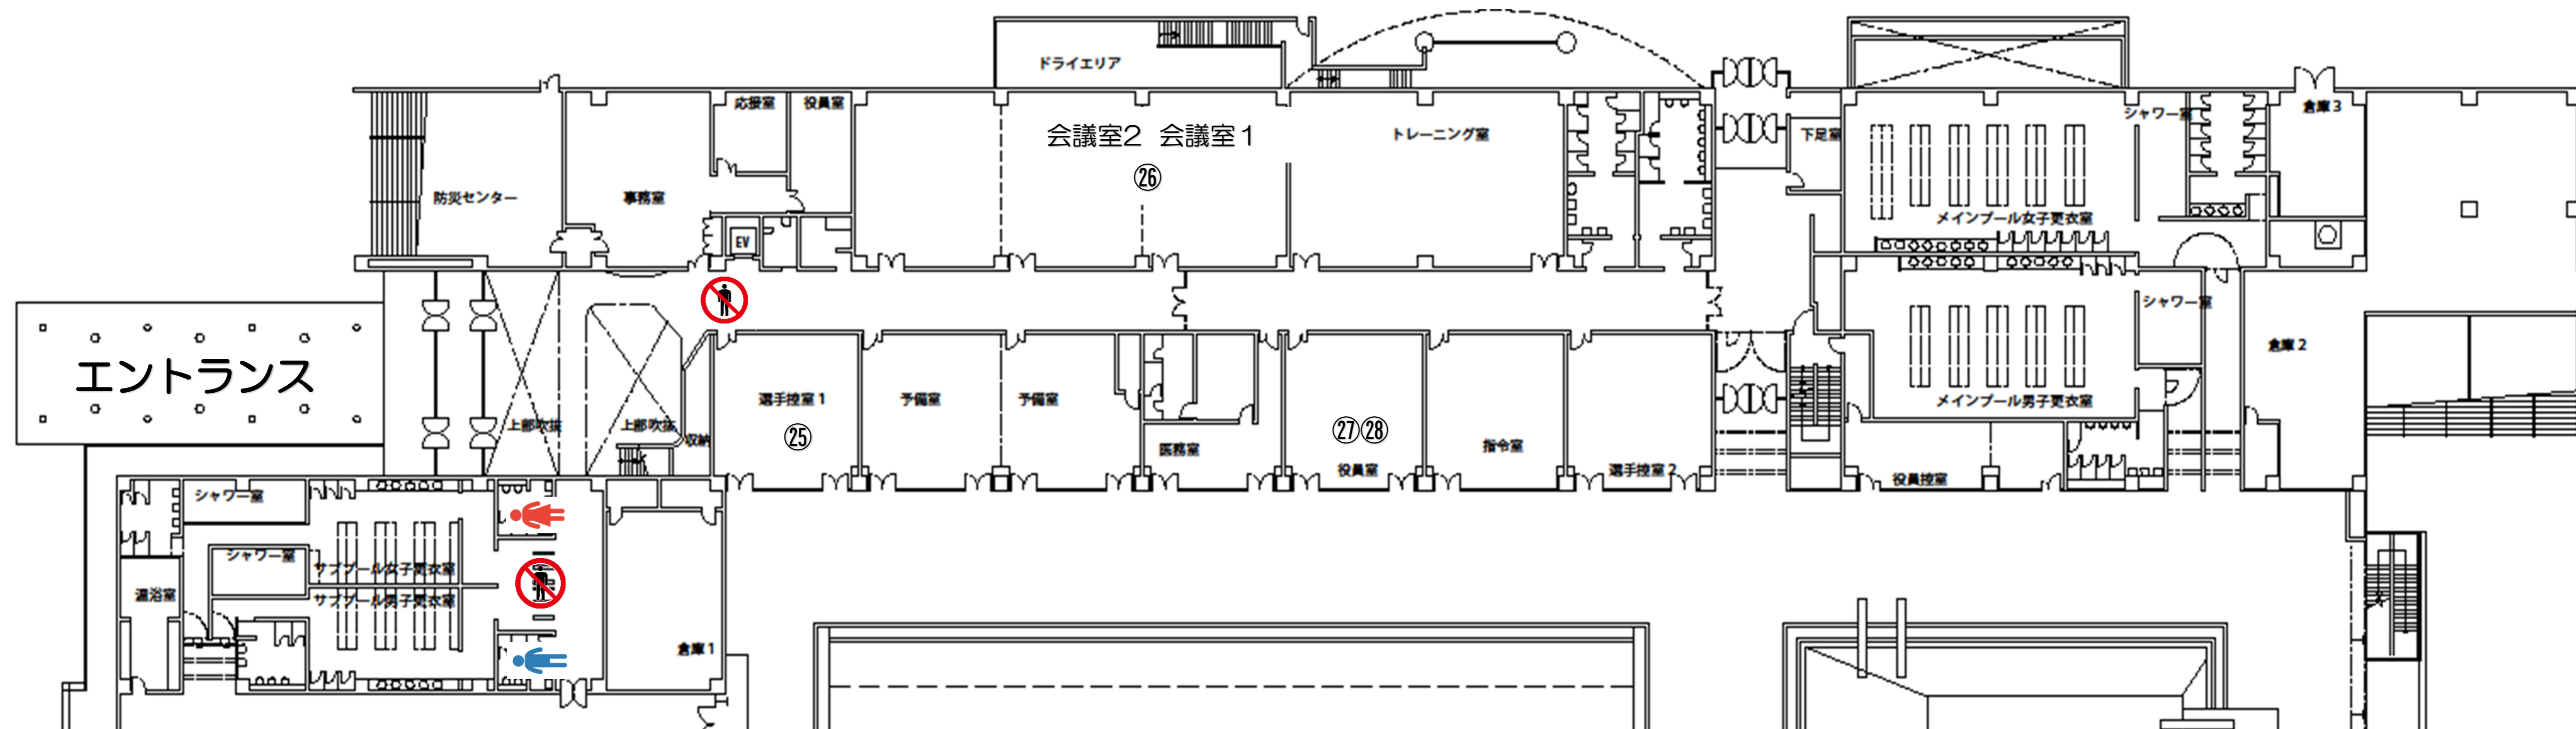 ドライエリア
応接室
役員室
会議室2 会議室1
トレーニング室
下足室
シャワー室
倉庫3
防災センター
事務室
㉖
メインプール女子更衣室
EV
シャワー室
エントランス
上部吹抜
上部吹抜
収納
選手控室1
㉕
予備室
予備室
医務室
㉗㉘
役員室
指令室
選手控室2
メインプール男子更衣室
倉庫2
役員控室
シャワー室
シャワー室
サブプール女子更衣室
サブプール男子更衣室
温浴室
倉庫1